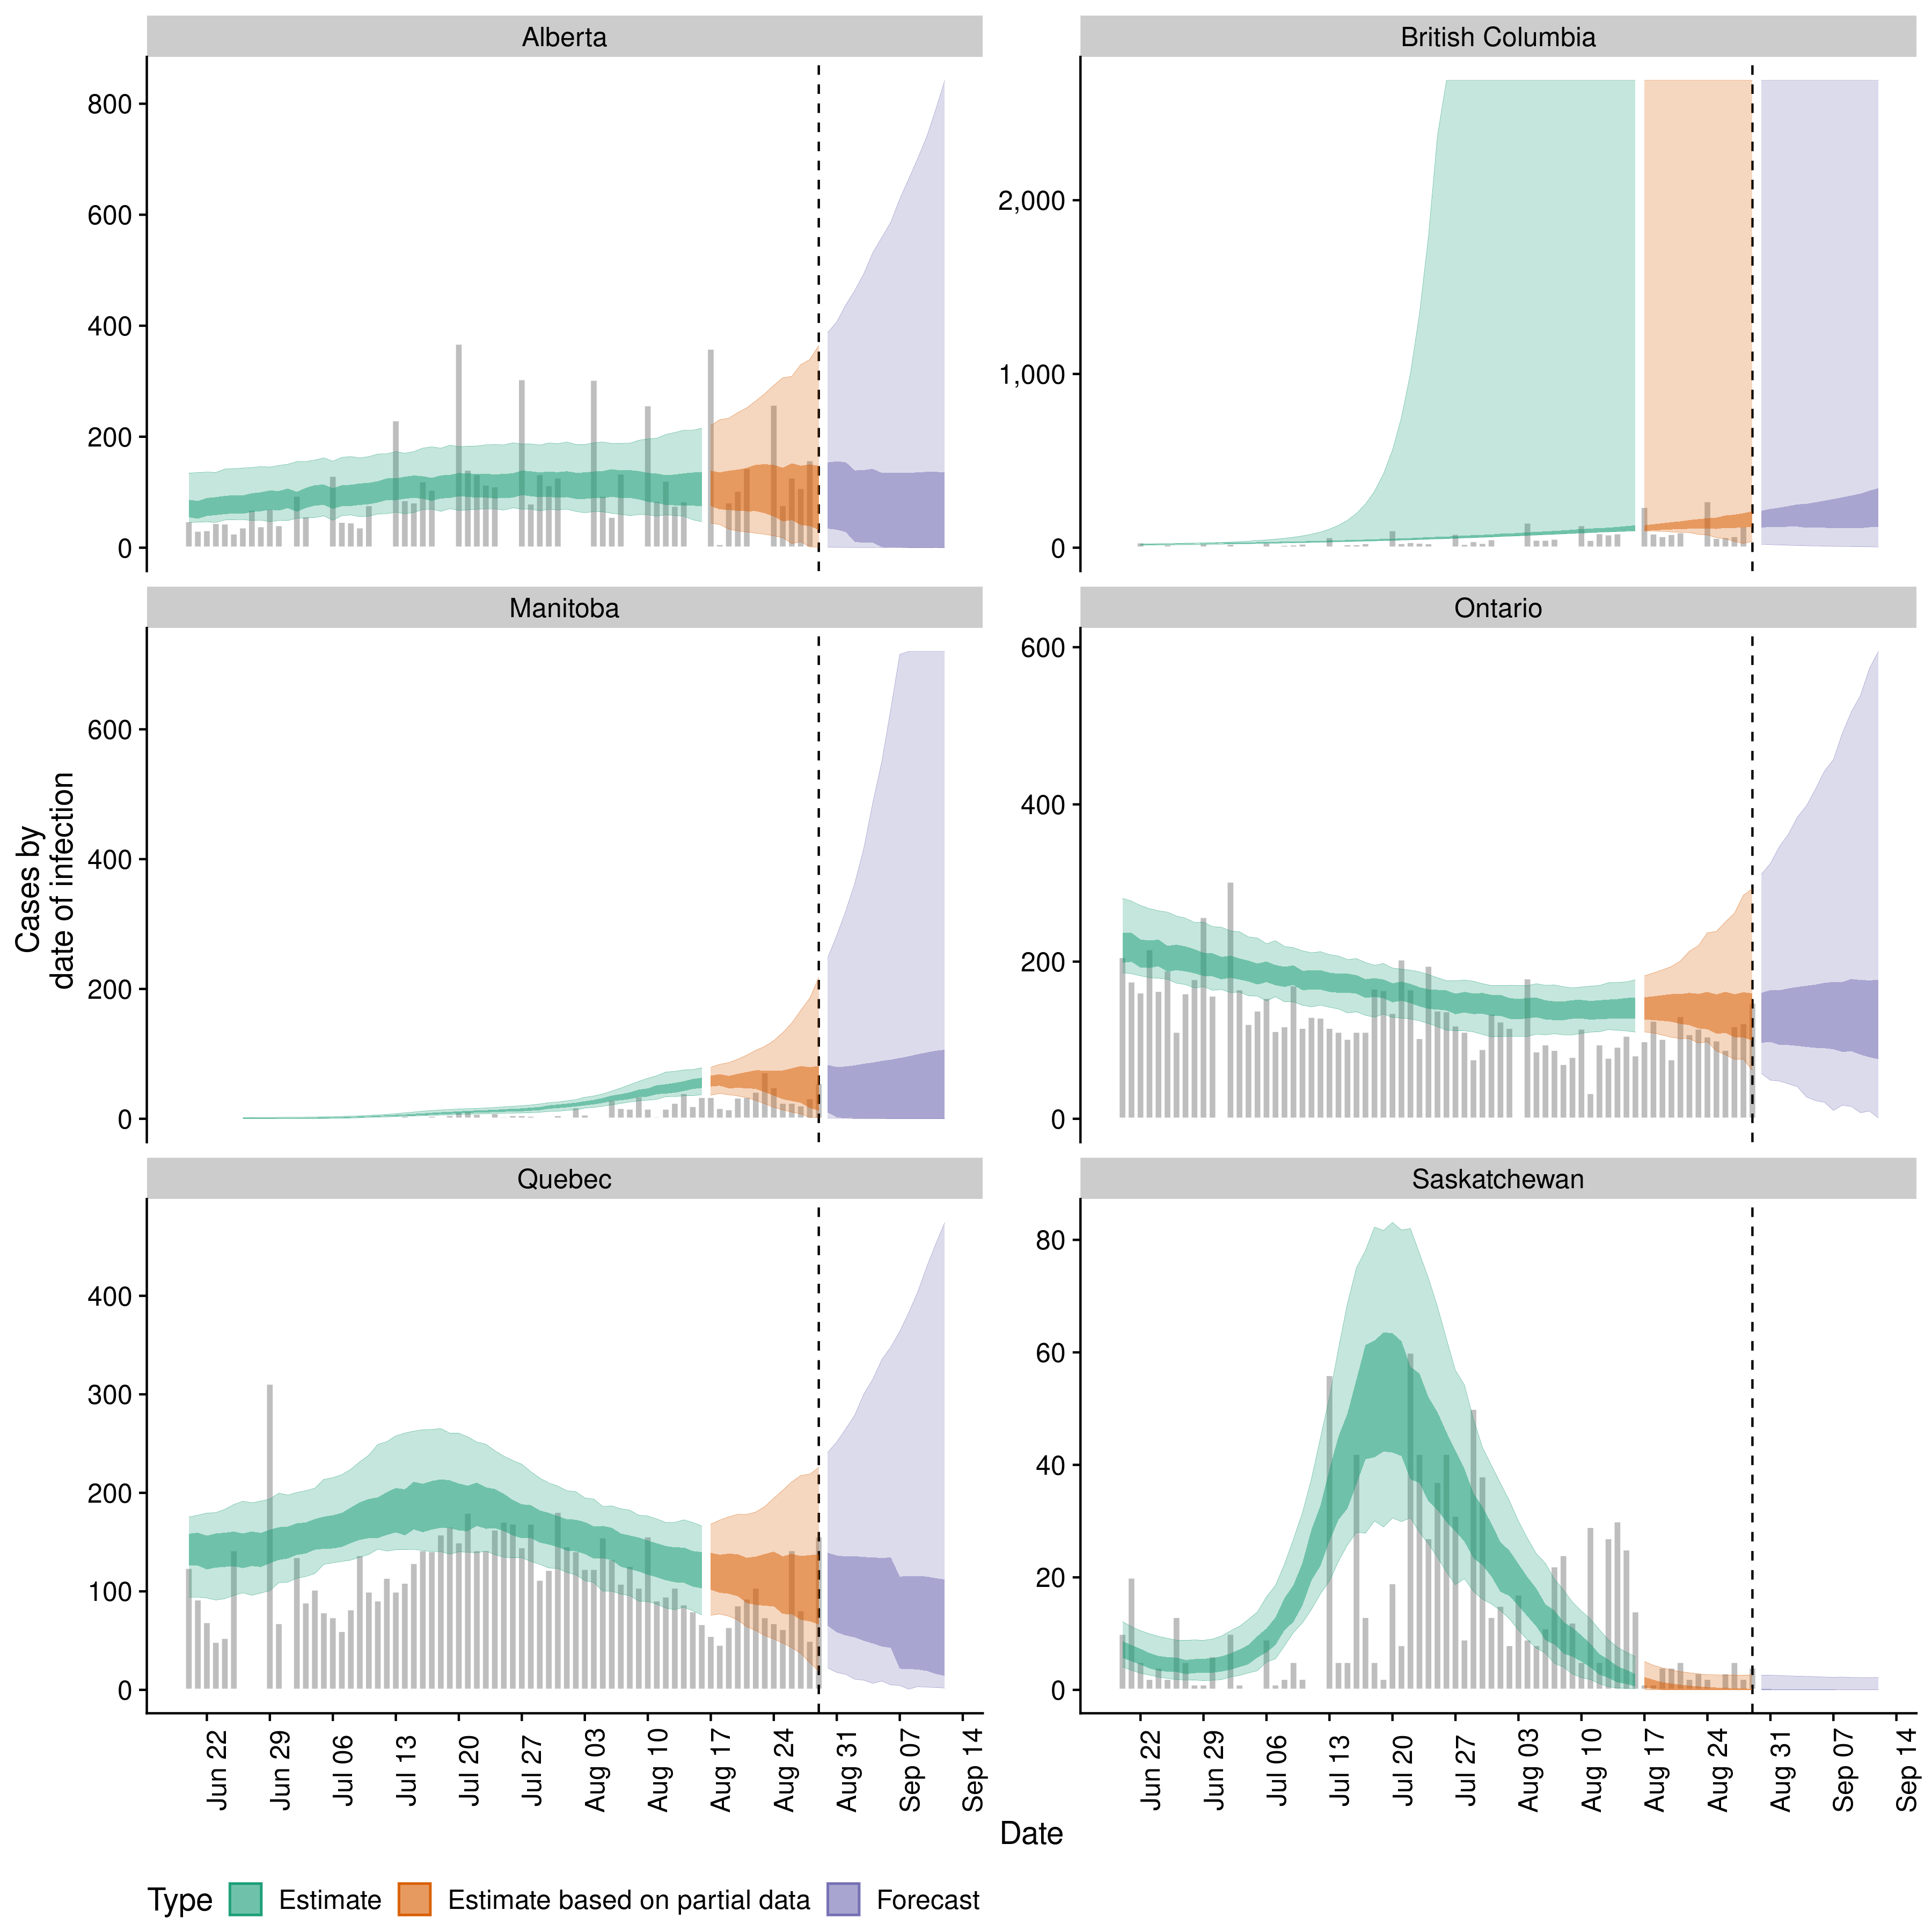 Alberta
British Columbia
800
600
400
200
0
2,000
1,000
0
Manitoba
Ontario
600
400
200
0
600
400
200
0
Quebec
Saskatchewan
400
300
200
100
0
80
60
40
20
0
Cases by
date of infection
Jun 22 Jun 29 Jul 06 Jul 13 Jul 20 Jul 27 Aug 03 Aug 10 Aug 17 Aug 24 Aug 31 Sep 07 Sep 14
Jun 22 Jun 29 Jul 06 Jul 13 Jul 20 Jul 27 Aug 03 Aug 10 Aug 17 Aug 24 Aug 31 Sep 07 Sep 14
Date
Type Estimate Estimate based on partial data Forecast